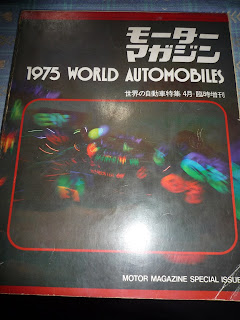 モーター
マガジン
1975 WORLD AUTOMOBILES
世界の自動車特集 4月・臨時増刊
MOTOR MAGAZINE SPECIAL ISSUE